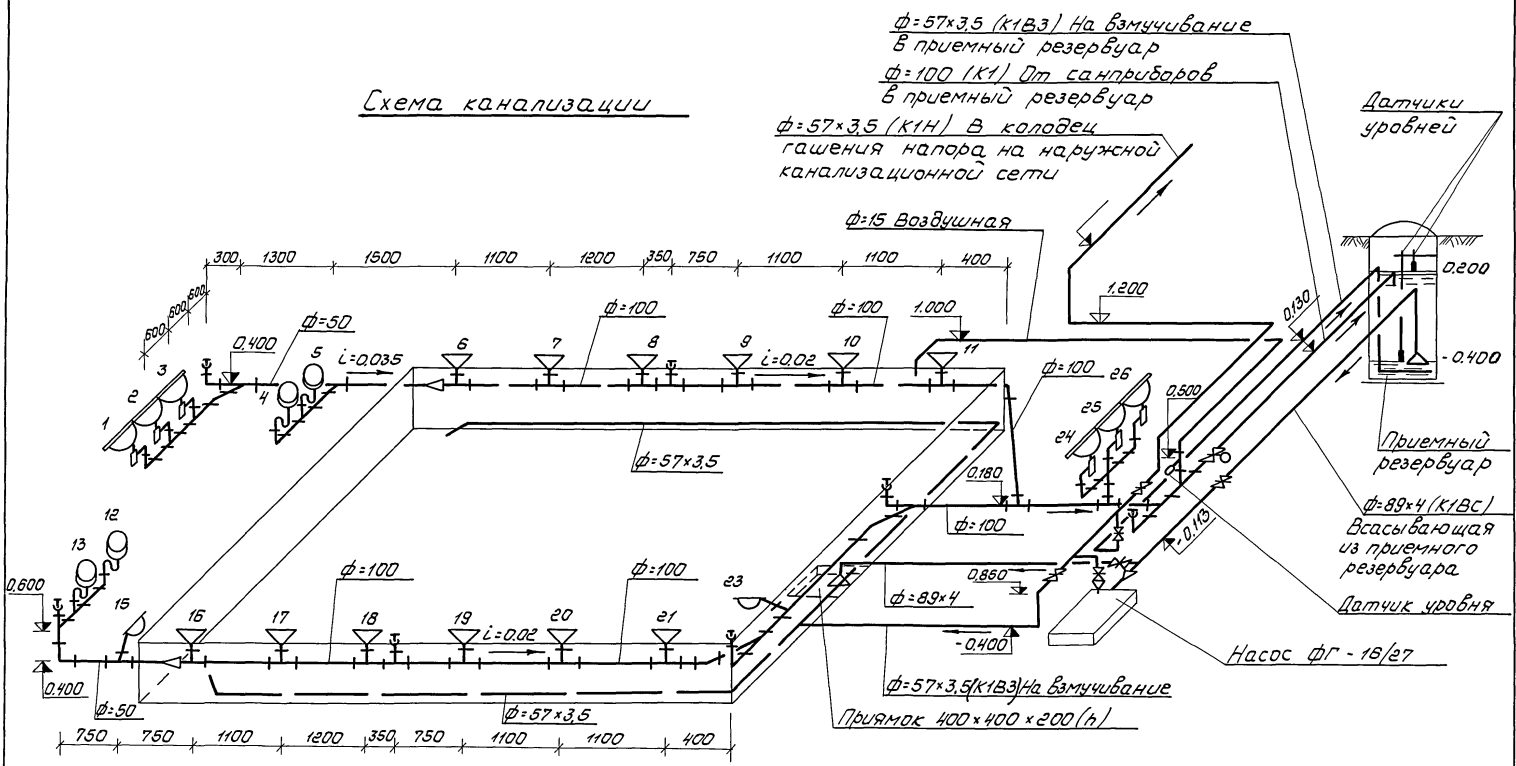 Схема канализации
ф=57×3,5 (К1В3) На взмучивание
в приемный резервуар
ф=100 (К1) От санприборов
в приемный резервуар
ф=57×3,5 (К1Н) В колодец
гашения напора на наружной
канализационной сети
Датчики
уровней
ф=15 Воздушная
300 1300 1500 1100 1200 350 750 1100 1100 400
600 600 600
0,400
ф=50
i=0,035
ф=100
i=0,02
ф=100
1.000
1.200
0.130
0.200
-0.400
1 2 3 4 5 6 7 8 9 10 11
ф=100
24 25 26
0,500
Приемный
резервуар
ф=57×3,5
0,180
ф=100
-0.113
ф=89×4 (К1ВС)
Всасывающая
из приемного
резервуара
Датчик уровня
12
13
0,600
15
16 17 18 19 20 21
23
ф=100
ф=100
i=0.02
ф=89×4
0,860
-0.400
Насос ФГ-16/27
0.400
ф=50
ф=57×3,5
ф=57×3,5(К1В3)На взмучивание
Приямок 400×400×200(h)
750 750 1100 1200 350 750 1100 1100 400